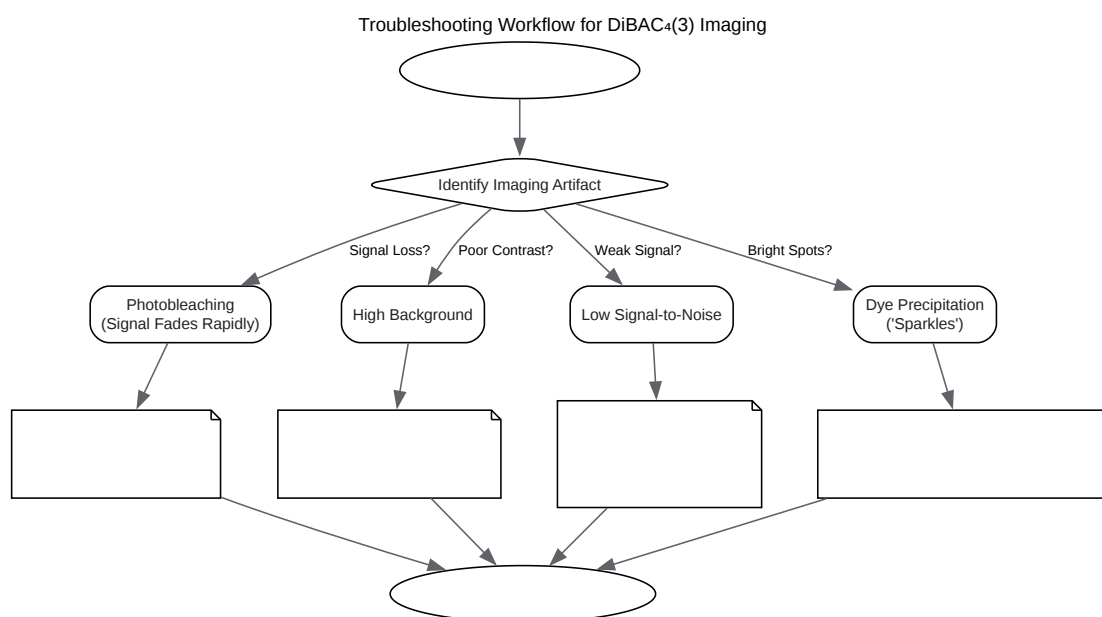 Troubleshooting Workflow for DiBAC₄(3) Imaging
Identify Imaging Artifact
Signal Loss?
Poor Contrast?
Weak Signal?
Bright Spots?
Photobleaching
(Signal Fades Rapidly)
High Background
Low Signal-to-Noise
Dye Precipitation
('Sparkles')